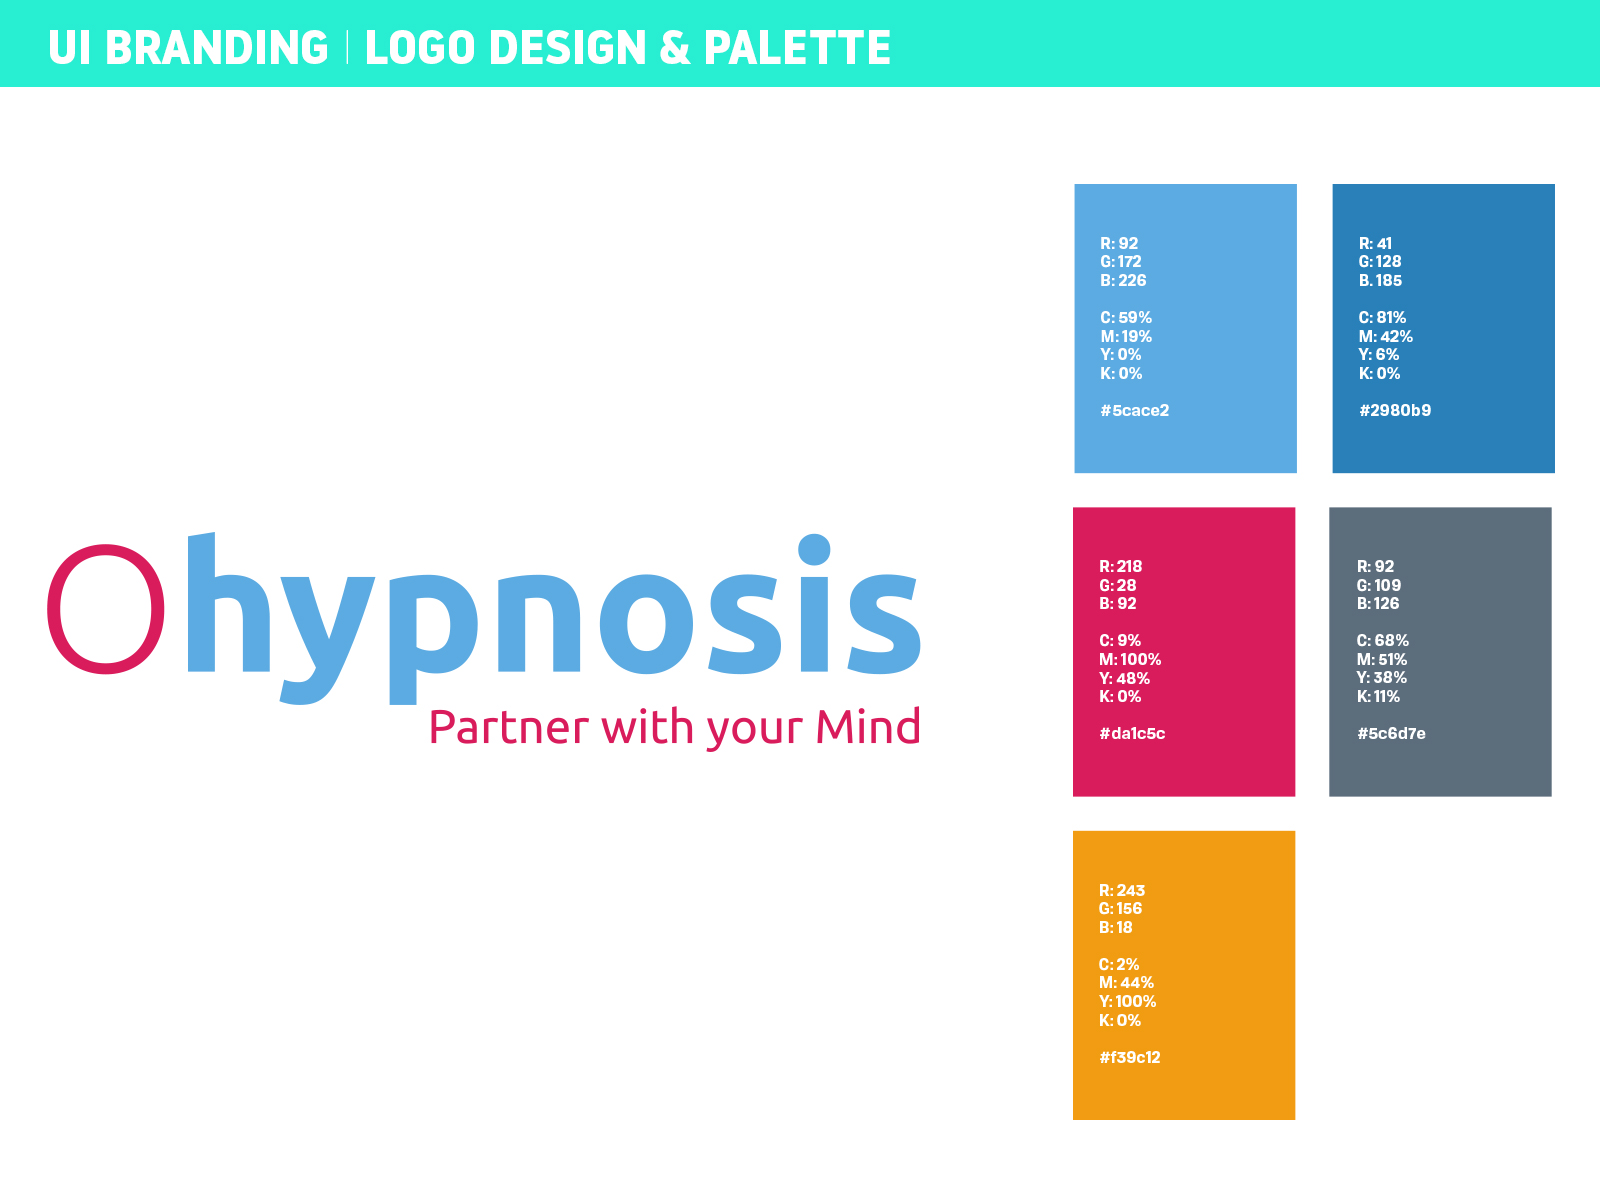 UI BRANDING | LOGO DESIGN & PALETTE
Ohypnosis
Partner with your Mind
R: 92
G: 172
B: 226
C: 59%
M: 19%
Y: 0%
K: 0%
#5cace2
R: 41
G: 128
B. 185
C: 81%
M: 42%
Y: 6%
K: 0%
#2980b9
R: 218
G: 28
B: 92
C: 9%
M: 100%
Y: 48%
K: 0%
#da1c5c
R: 92
G: 109
B: 126
C: 68%
M: 51%
Y: 38%
K: 11%
#5c6d7e
R: 243
G: 156
B: 18
C: 2%
M: 44%
Y: 100%
K: 0%
#f39c12